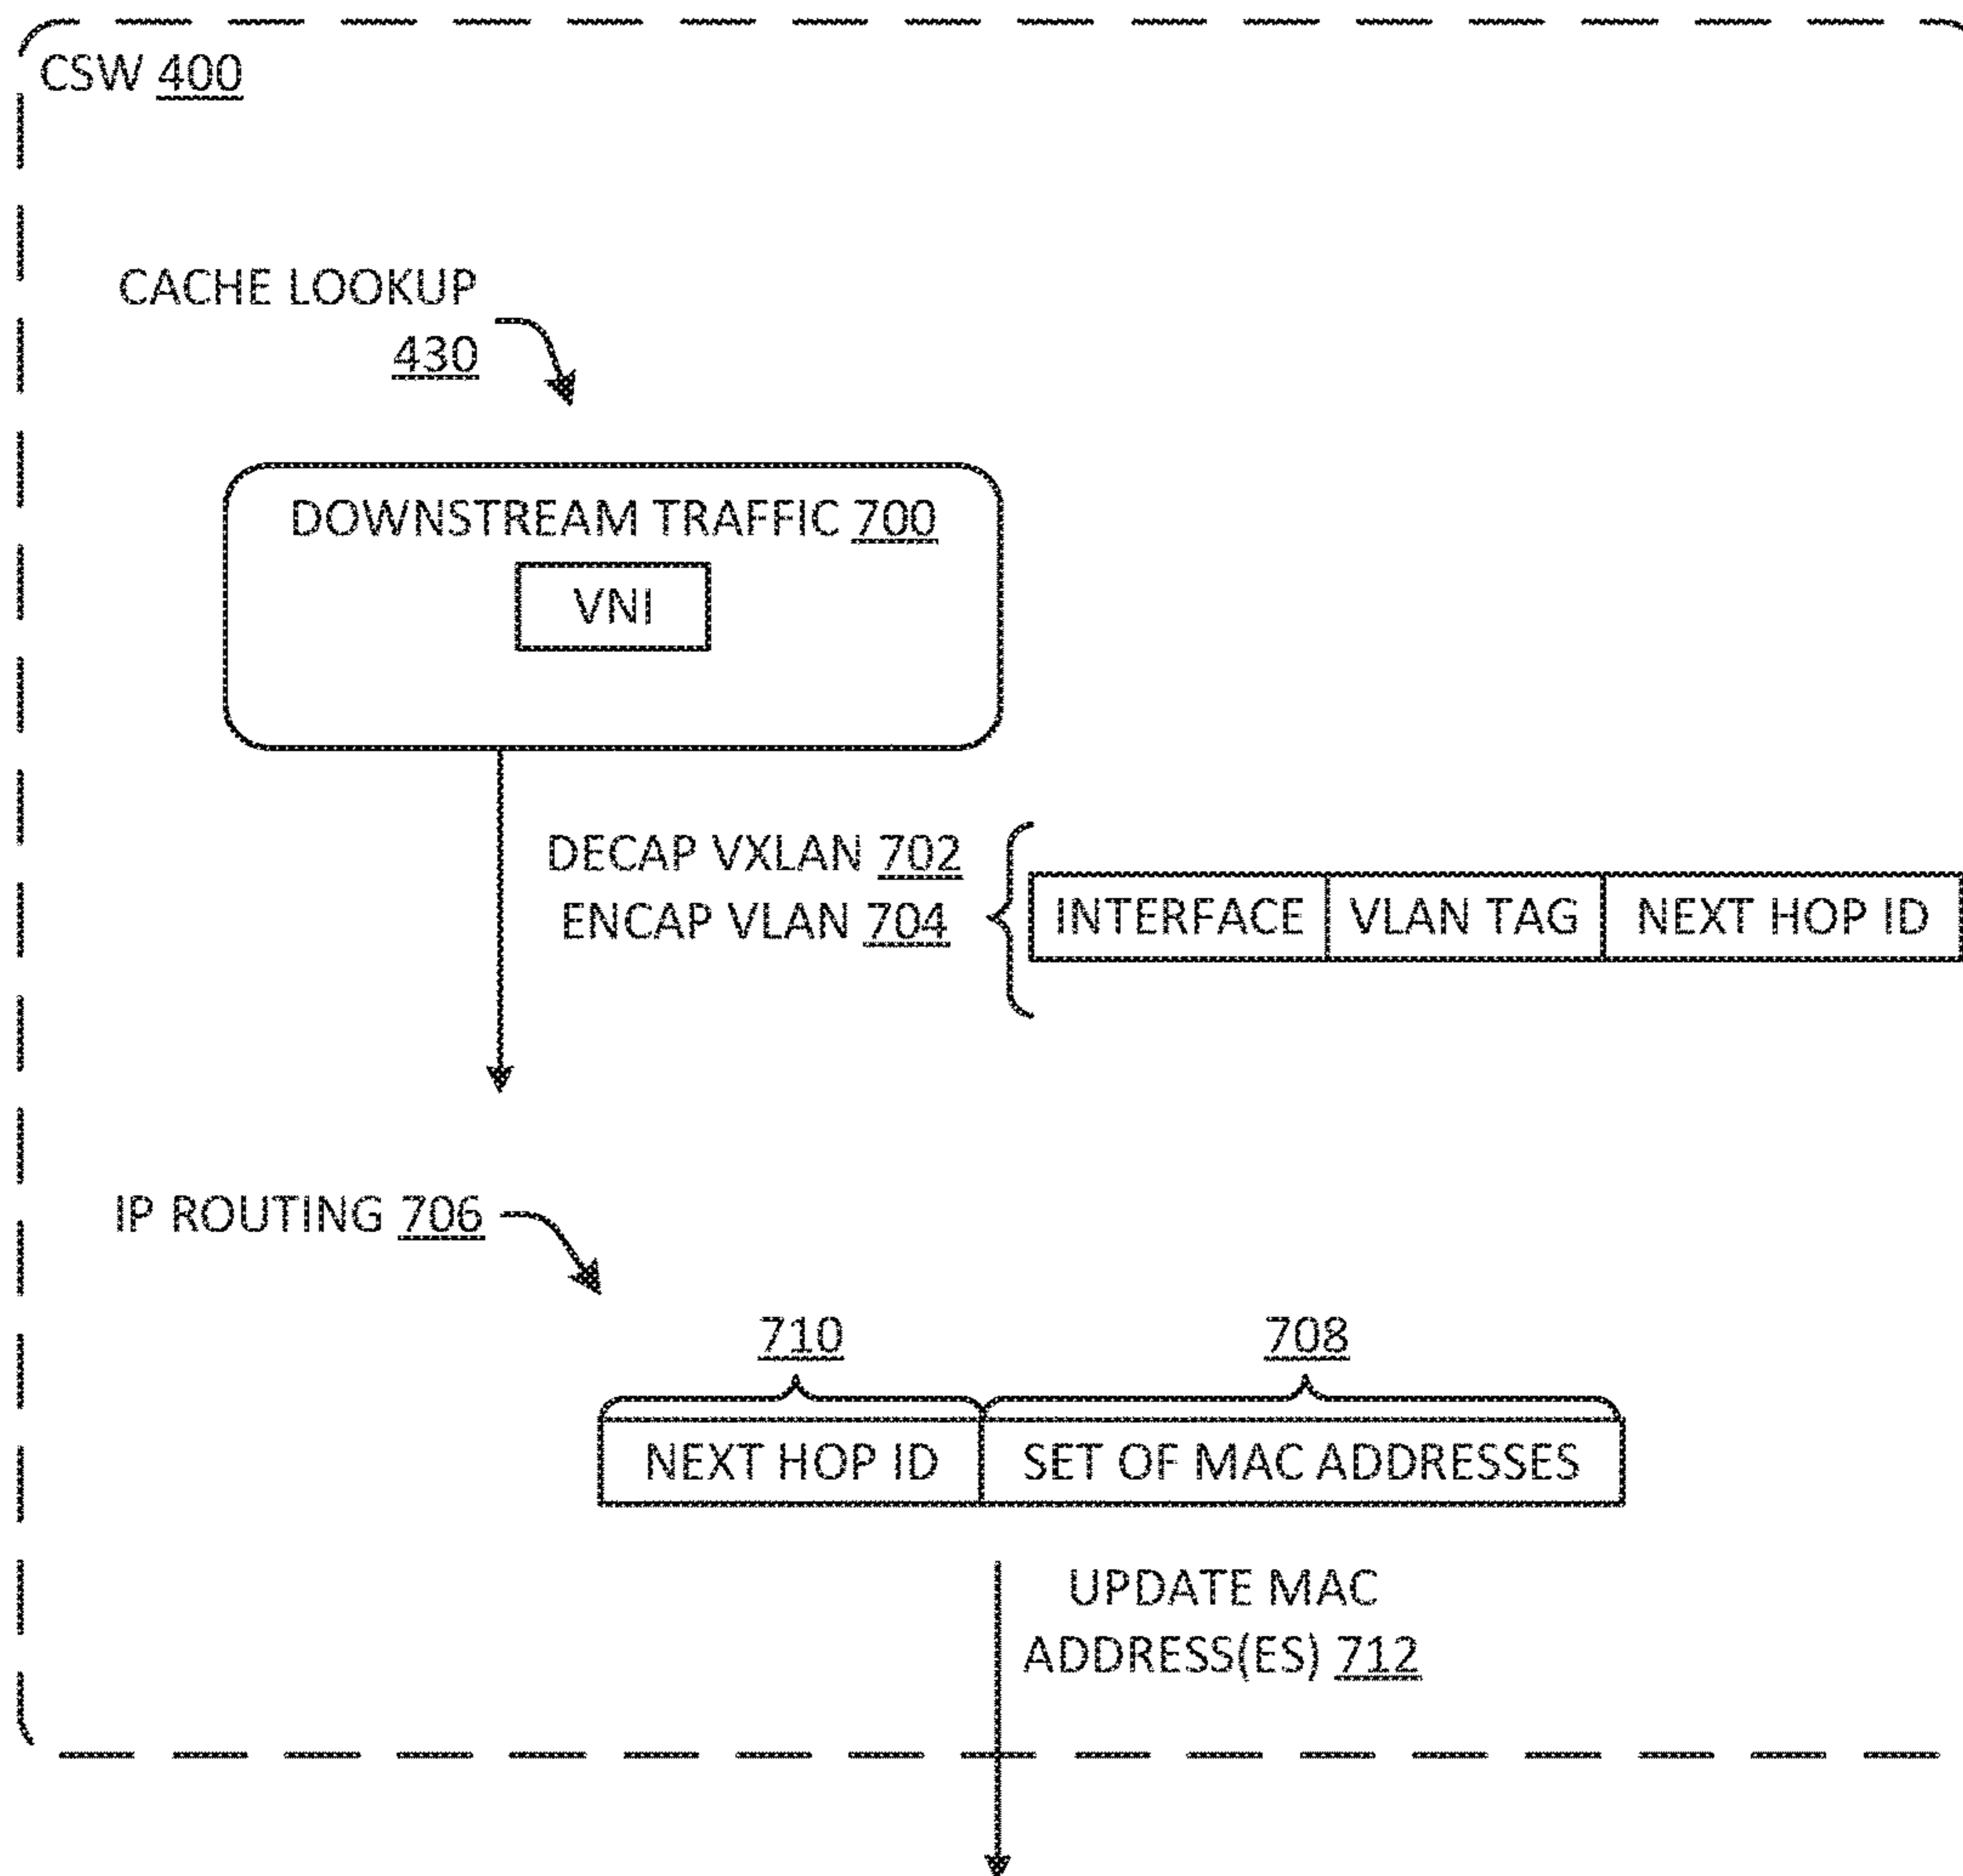 CSW 400
CACHE LOOKUP
430
DOWNSTREAM TRAFFIC 700
VNI
DECAP VXLAN 702
ENCAP VLAN 704
INTERFACE VLAN TAG NEXT HOP ID
IP ROUTING 706
710 708
NEXT HOP ID SET OF MAC ADDRESSES
UPDATE MAC
ADDRESS(ES) 712